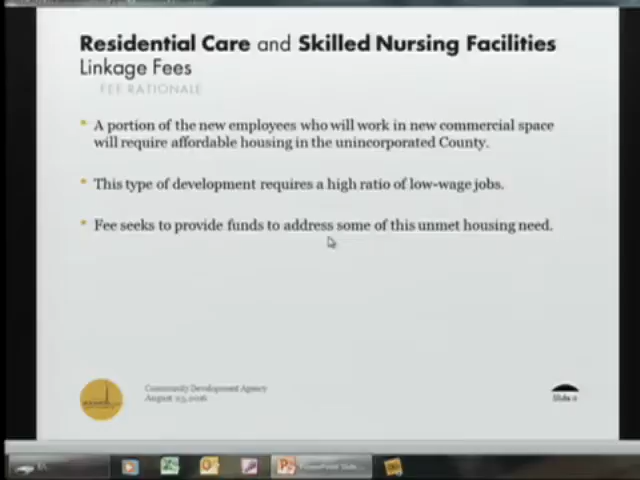 Residential Care and Skilled Nursing Facilities
Linkage Fees
FEE RATIONALE
A portion of the new employees who will work in new commercial space
will require affordable housing in the unincorporated County.
This type of development requires a high ratio of low-wage jobs.
Fee seeks to provide funds to address some of this unmet housing need.
Community Development Agency
August 23, 2016
Slide
PowerPoint Slide...